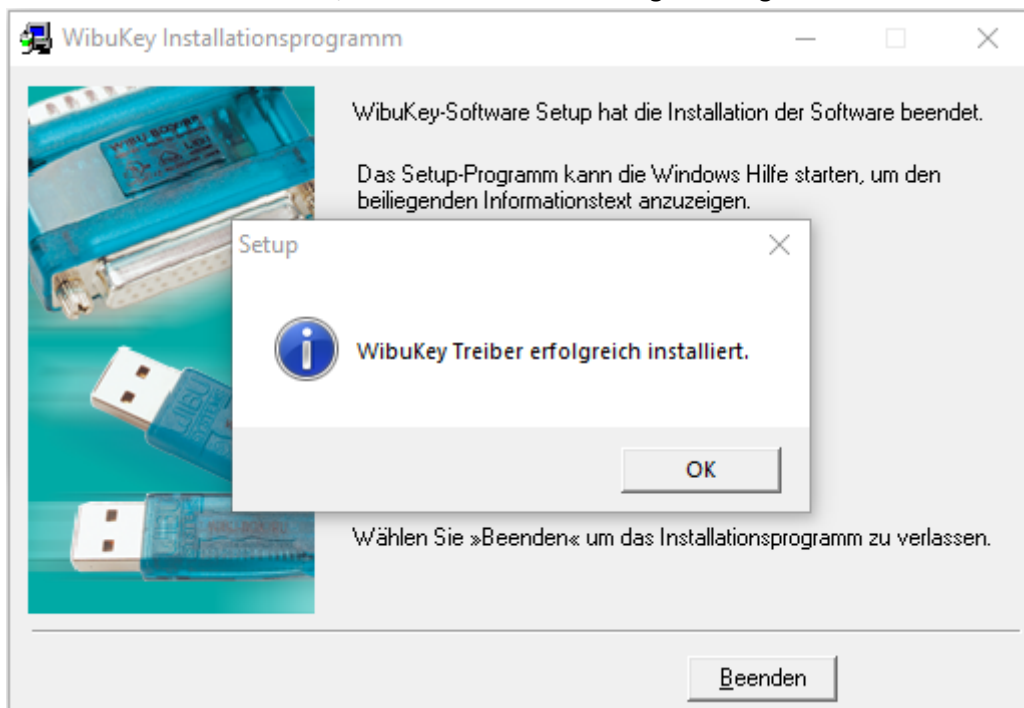 WibuKey Installationsprogramm
WibuKey-Software Setup hat die Installation der Software beendet.
Das Setup-Programm kann die Windows Hilfe starten, um den
beiliegenden Informationstext anzuzeigen.
Setup
WibuKey Treiber erfolgreich installiert.
OK
Wählen Sie »Beenden« um das Installationsprogramm zu verlassen.
Beenden